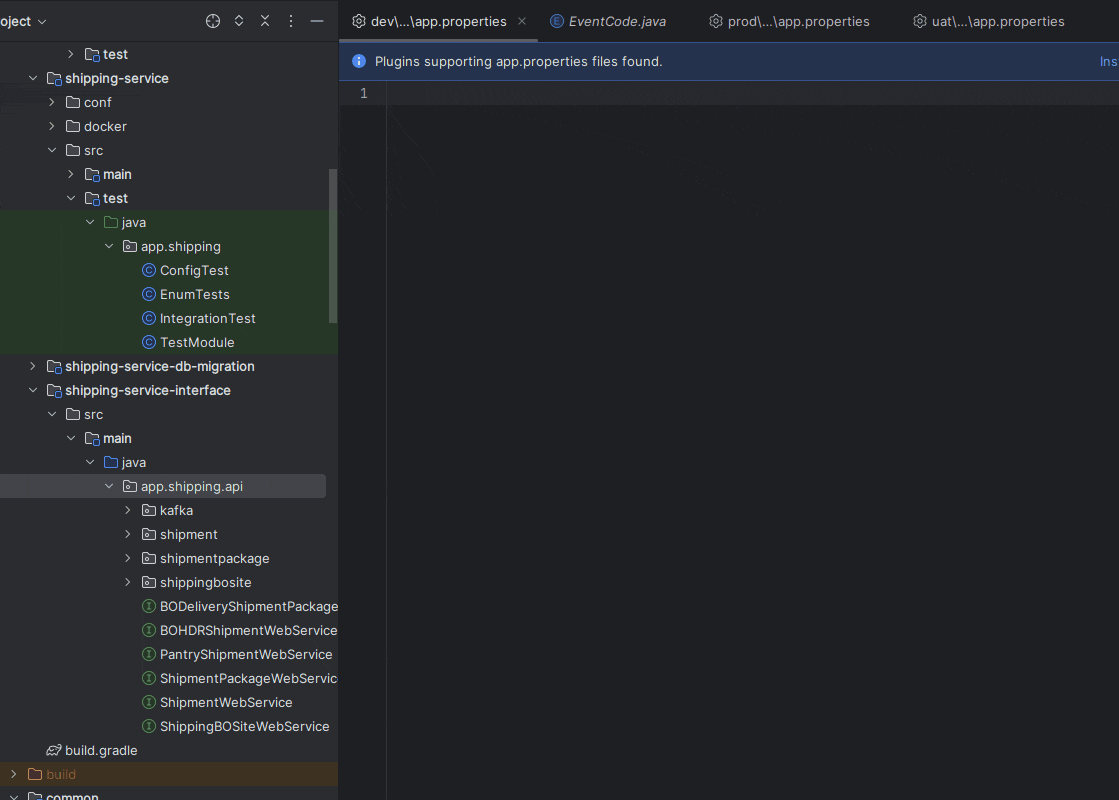 oject
dev\...\app.properties
EventCode.java
prod\...\app.properties
uat\...\app.properties
Plugins supporting app.properties files found.
Ins
1
test
shipping-service
conf
docker
src
main
test
java
app.shipping
ConfigTest
EnumTests
IntegrationTest
TestModule
shipping-service-db-migration
shipping-service-interface
src
main
java
app.shipping.api
kafka
shipment
shipmentpackage
shippingbosite
BODeliveryShipmentPackage
BOHDRShipmentWebService
PantryShipmentWebService
ShipmentPackageWebServic
ShipmentWebService
ShippingBOSiteWebService
build.gradle
build
common